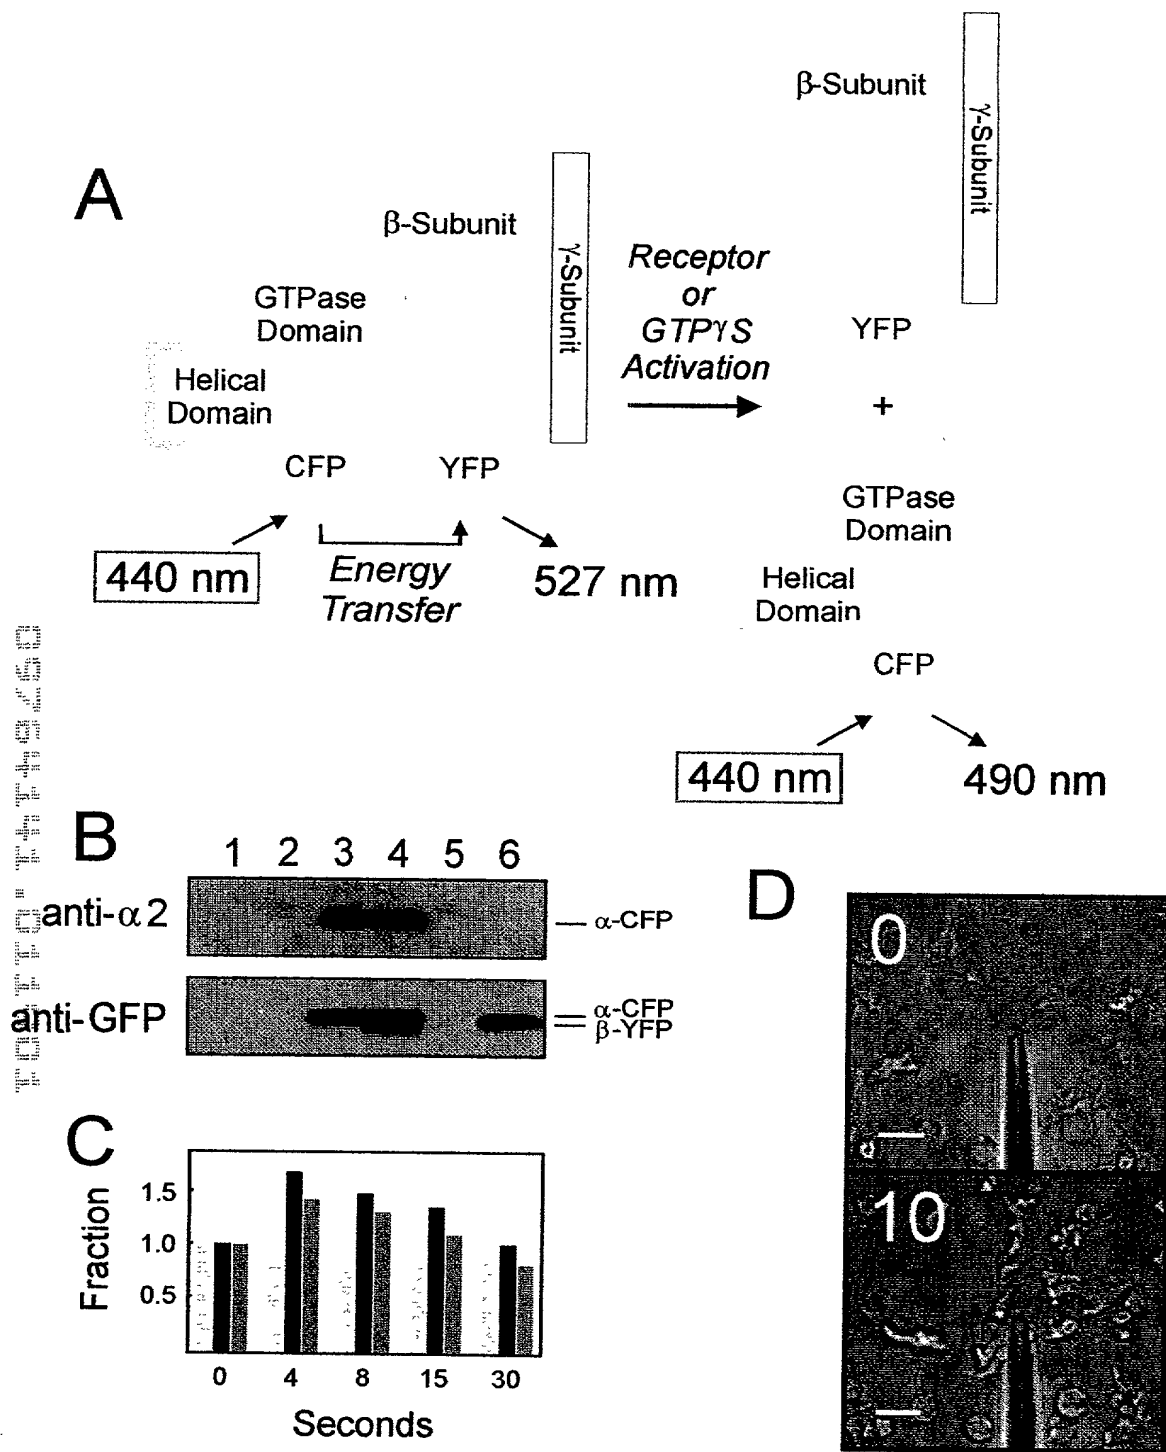 A
β-Subunit
γ-Subunit
GTPase
Domain
Helical
Domain
CFP
YFP
440 nm
Energy
Transfer
527 nm
Receptor
or
GTPγS
Activation
β-Subunit
γ-Subunit
YFP
+
GTPase
Domain
Helical
Domain
CFP
440 nm
490 nm
B
1 2 3 4 5 6
anti-α2
α-CFP
anti-GFP
α-CFP
β-YFP
C
Fraction
1.5
1.0
0.5
0 4 8 15 30
Seconds
D
0
10